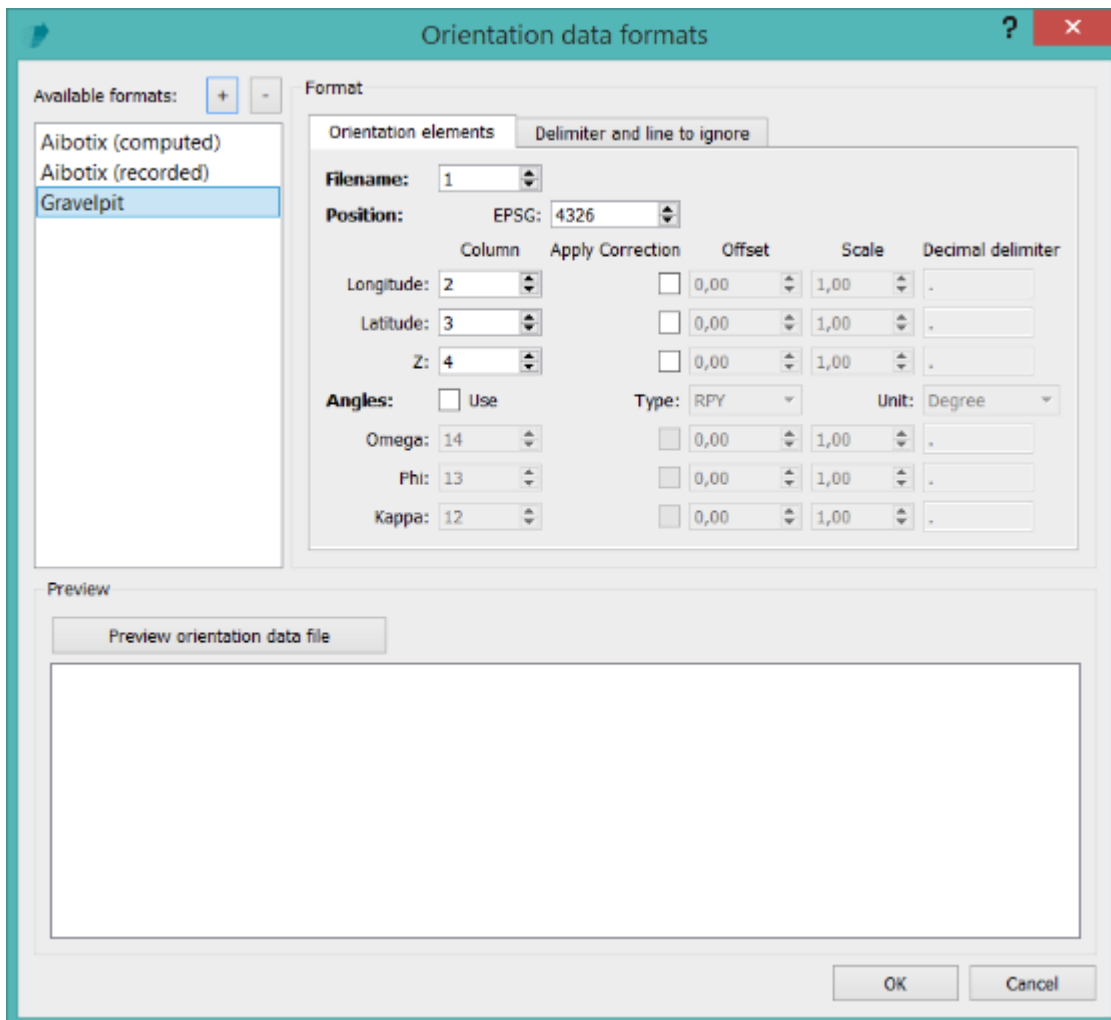 Orientation data formats ? ×
Available formats: + -
Aibotix (computed)
Aibotix (recorded)
Gravelpit
Format
Orientation elements Delimiter and line to ignore
Filename: 1
Position: EPSG: 4326
Column Apply Correction Offset Scale Decimal delimiter
Longitude: 2 0,00 1,00 .
Latitude: 3 0,00 1,00 .
Z: 4 0,00 1,00 .
Angles: Use Type: RPY Unit: Degree
Omega: 14 0,00 1,00 .
Phi: 13 0,00 1,00 .
Kappa: 12 0,00 1,00 .
Preview
Preview orientation data file
OK Cancel